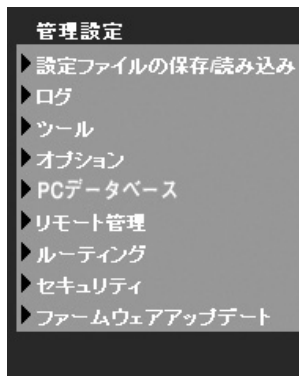 管理設定
設定ファイルの保存/読み込み
ログ
ツール
オプション
PCデータベース
リモート管理
ルーティング
セキュリティ
ファームウェアアップデート